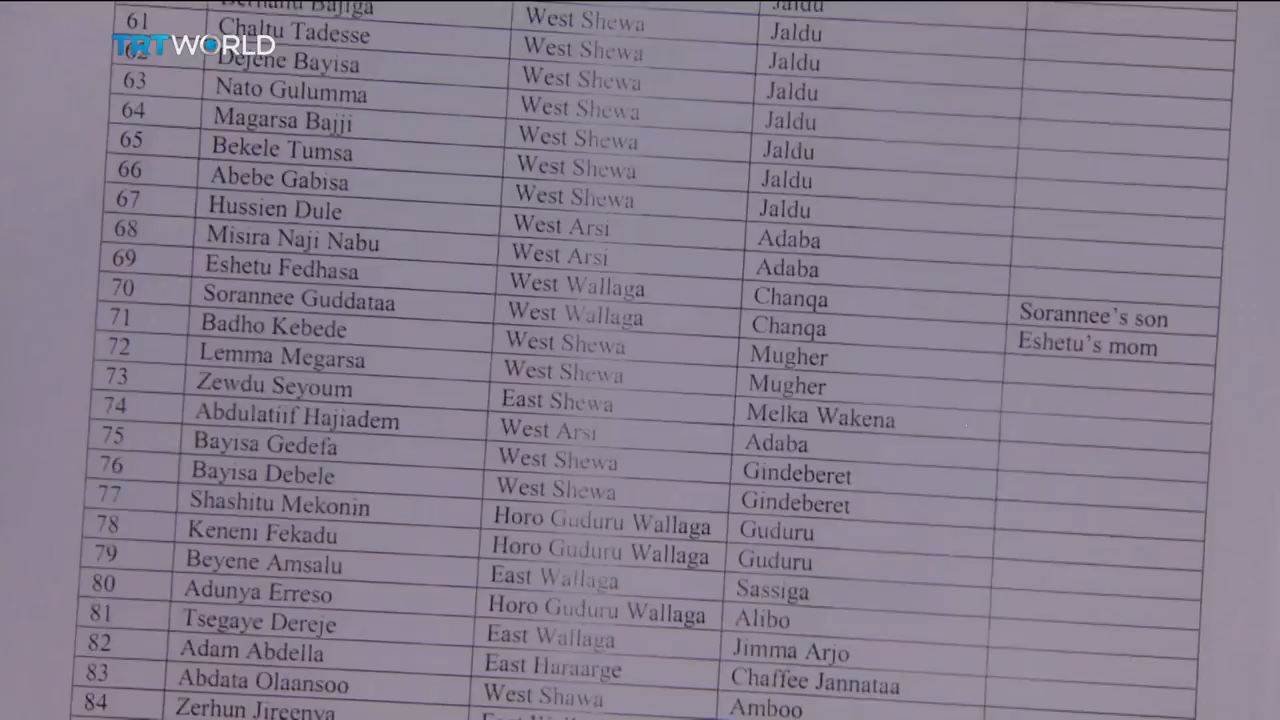 TRT WORLD
Jaldu
Bajiga West Shewa Jaldu
61 Chaltu Tadesse West Shewa Jaldu
62 Dejene Bayisa West Shewa Jaldu
63 Nato Gulumma West Shewa Jaldu
64 Magarsa Bajji West Shewa Jaldu
65 Bekele Tumsa West Shewa Jaldu
66 Abebe Gabisa West Shewa Jaldu
67 Hussien Dule West Arsi Adaba
68 Misira Naji Nabu West Arsi Adaba
69 Eshetu Fedhasa West Wallaga Chanqa Sorannee's son
70 Sorannee Guddataa West Wallaga Chanqa Eshetu's mom
71 Badho Kebede West Shewa Mugher
72 Lemma Megarsa West Shewa Mugher
73 Zewdu Seyoum East Shewa Melka Wakena
74 Abdulatiif Hajiadem West Arsi Adaba
75 Bayisa Gedefa West Shewa Gindeberet
76 Bayisa Debele West Shewa Gindeberet
77 Shashitu Mekonin Horo Guduru Wallaga Guduru
78 Keneni Fekadu Horo Guduru Wallaga Guduru
79 Beyene Amsalu East Wallaga Sassiga
80 Adunya Erreso Horo Guduru Wallaga Alibo
81 Tsegaye Dereje East Wallaga Jimma Arjo
82 Adam Abdella East Haraarge Chaffee Jannataa
83 Abdata Olaansoo West Shawa Amboo
84 Zerhun Jireenya